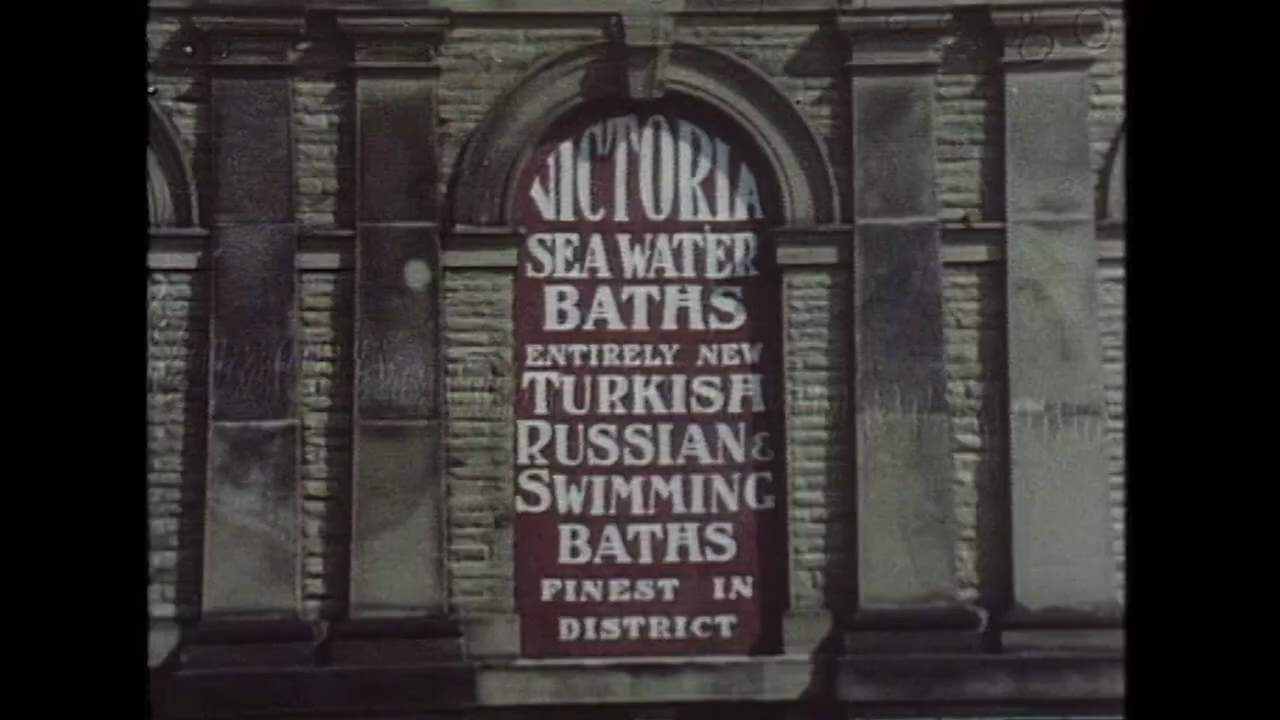 VICTORIA
SEA WATER
BATHS
ENTIRELY NEW
TURKISH
RUSSIAN &
SWIMMING
BATHS
FINEST IN
DISTRICT